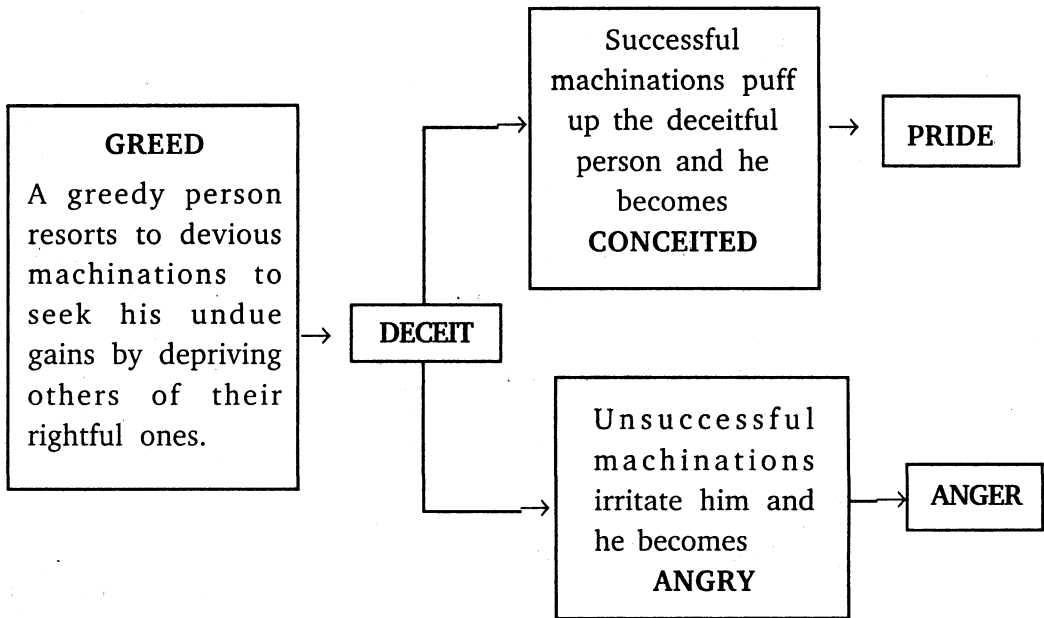 GREED
A greedy person
resorts to devious
machinations to
seek his undue
gains by depriving
others of their
rightful ones.
DECEIT
Successful
machinations puff
up the deceitful
person and he
becomes
CONCEITED
PRIDE
Unsuccessful
machinations
irritate him and
he becomes
ANGRY
ANGER